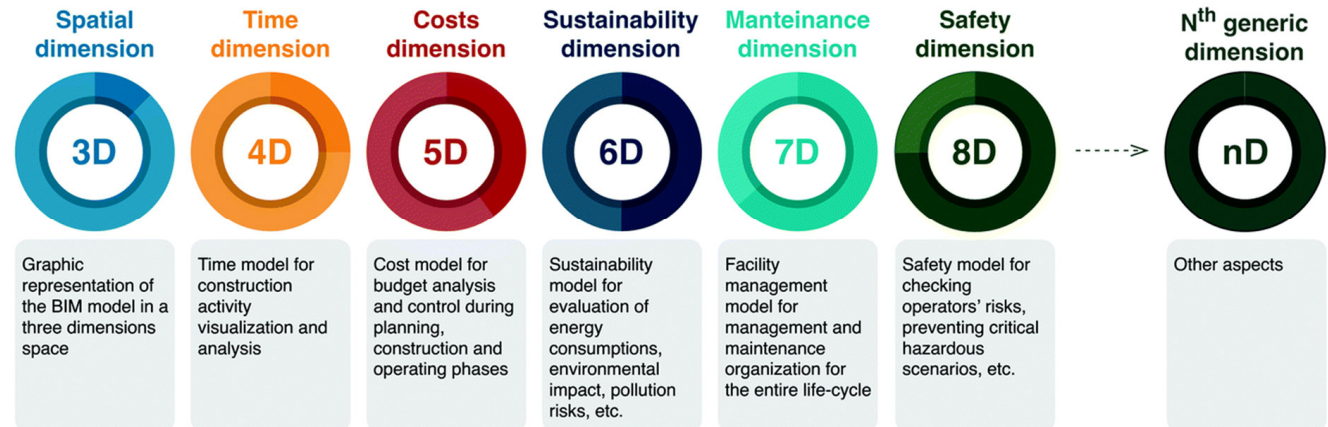 Spatial
dimension
3D
Graphic
representation of
the BIM model in a
three dimensions
space
Time
dimension
4D
Time model for
construction
activity
visualization and
analysis
Costs
dimension
5D
Cost model for
budget analysis
and control during
planning,
construction and
operating phases
Sustainability
dimension
6D
Sustainability
model for
evaluation of
energy
consumptions,
environmental
impact, pollution
risks, etc.
Manteinance
dimension
7D
Facility
management
model for
management and
maintenance
organization for
the entire life-cycle
Safety
dimension
8D
Safety model for
checking
operators' risks,
preventing critical
hazardous
scenarios, etc.
Nth generic
dimension
nD
Other aspects